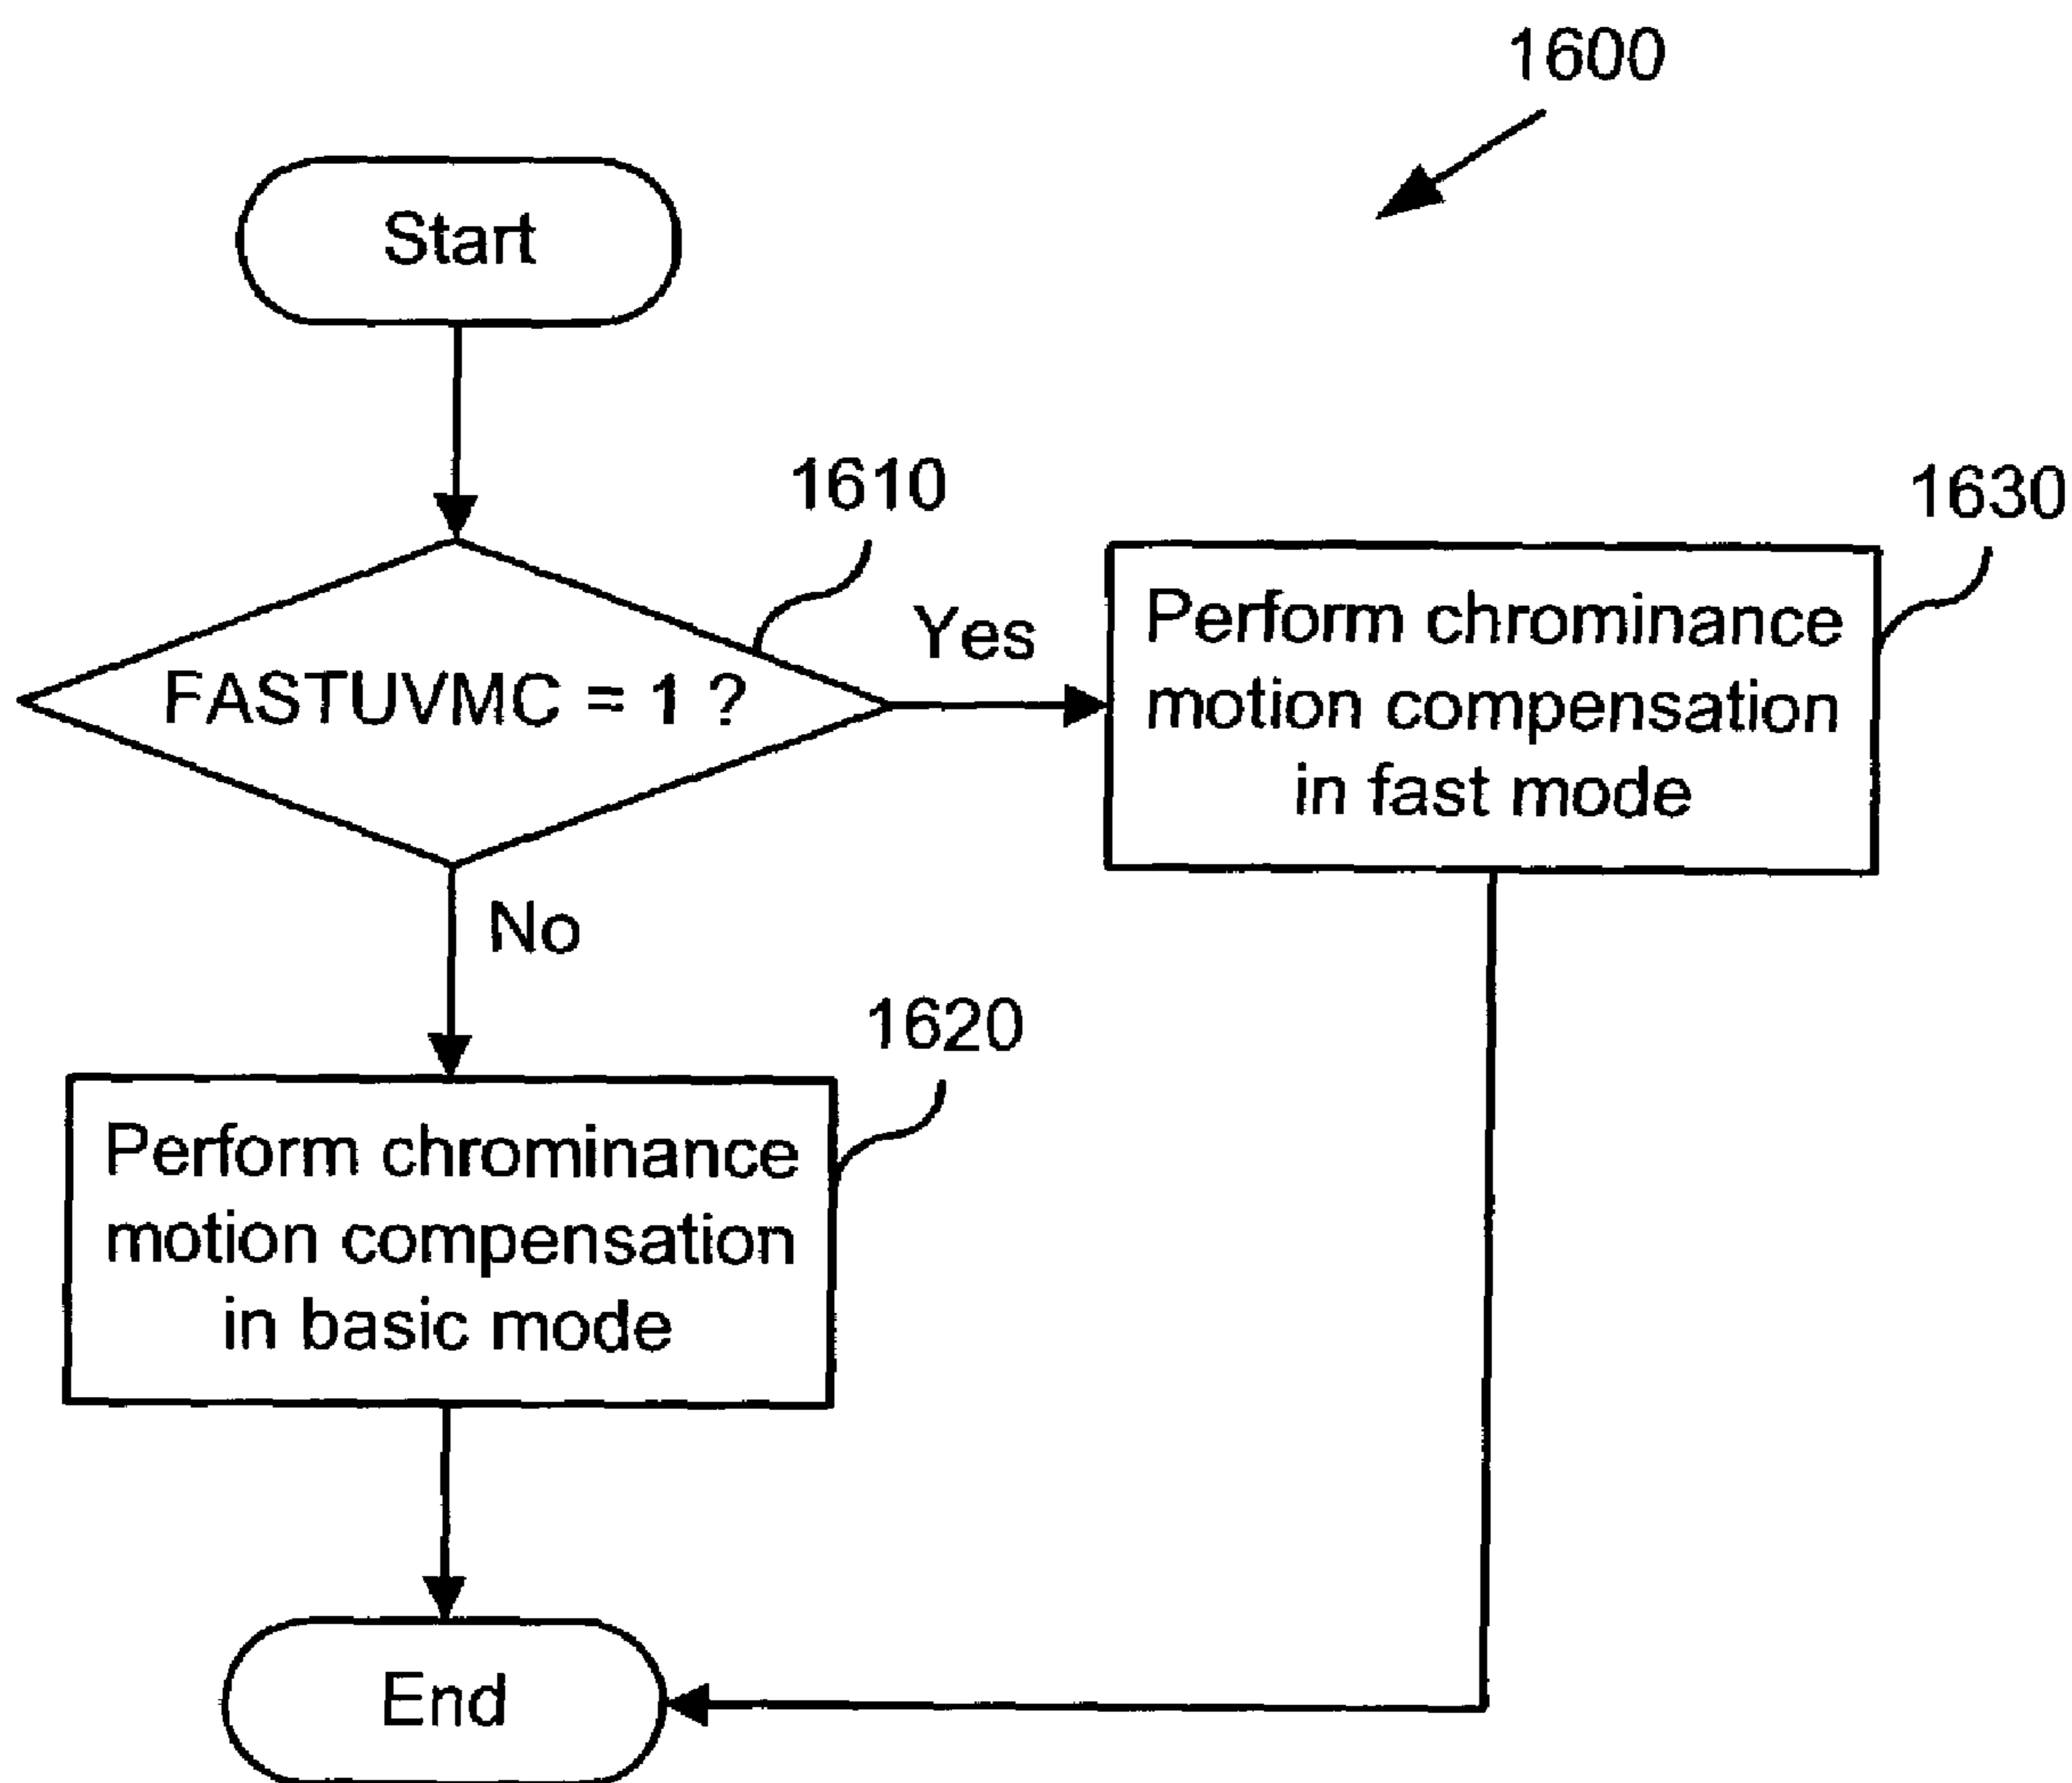 1600
Start
1610
FASTUVMC = 1 ?
Yes
1630
Perform chrominance
motion compensation
in fast mode
No
1620
Perform chrominance
motion compensation
in basic mode
End